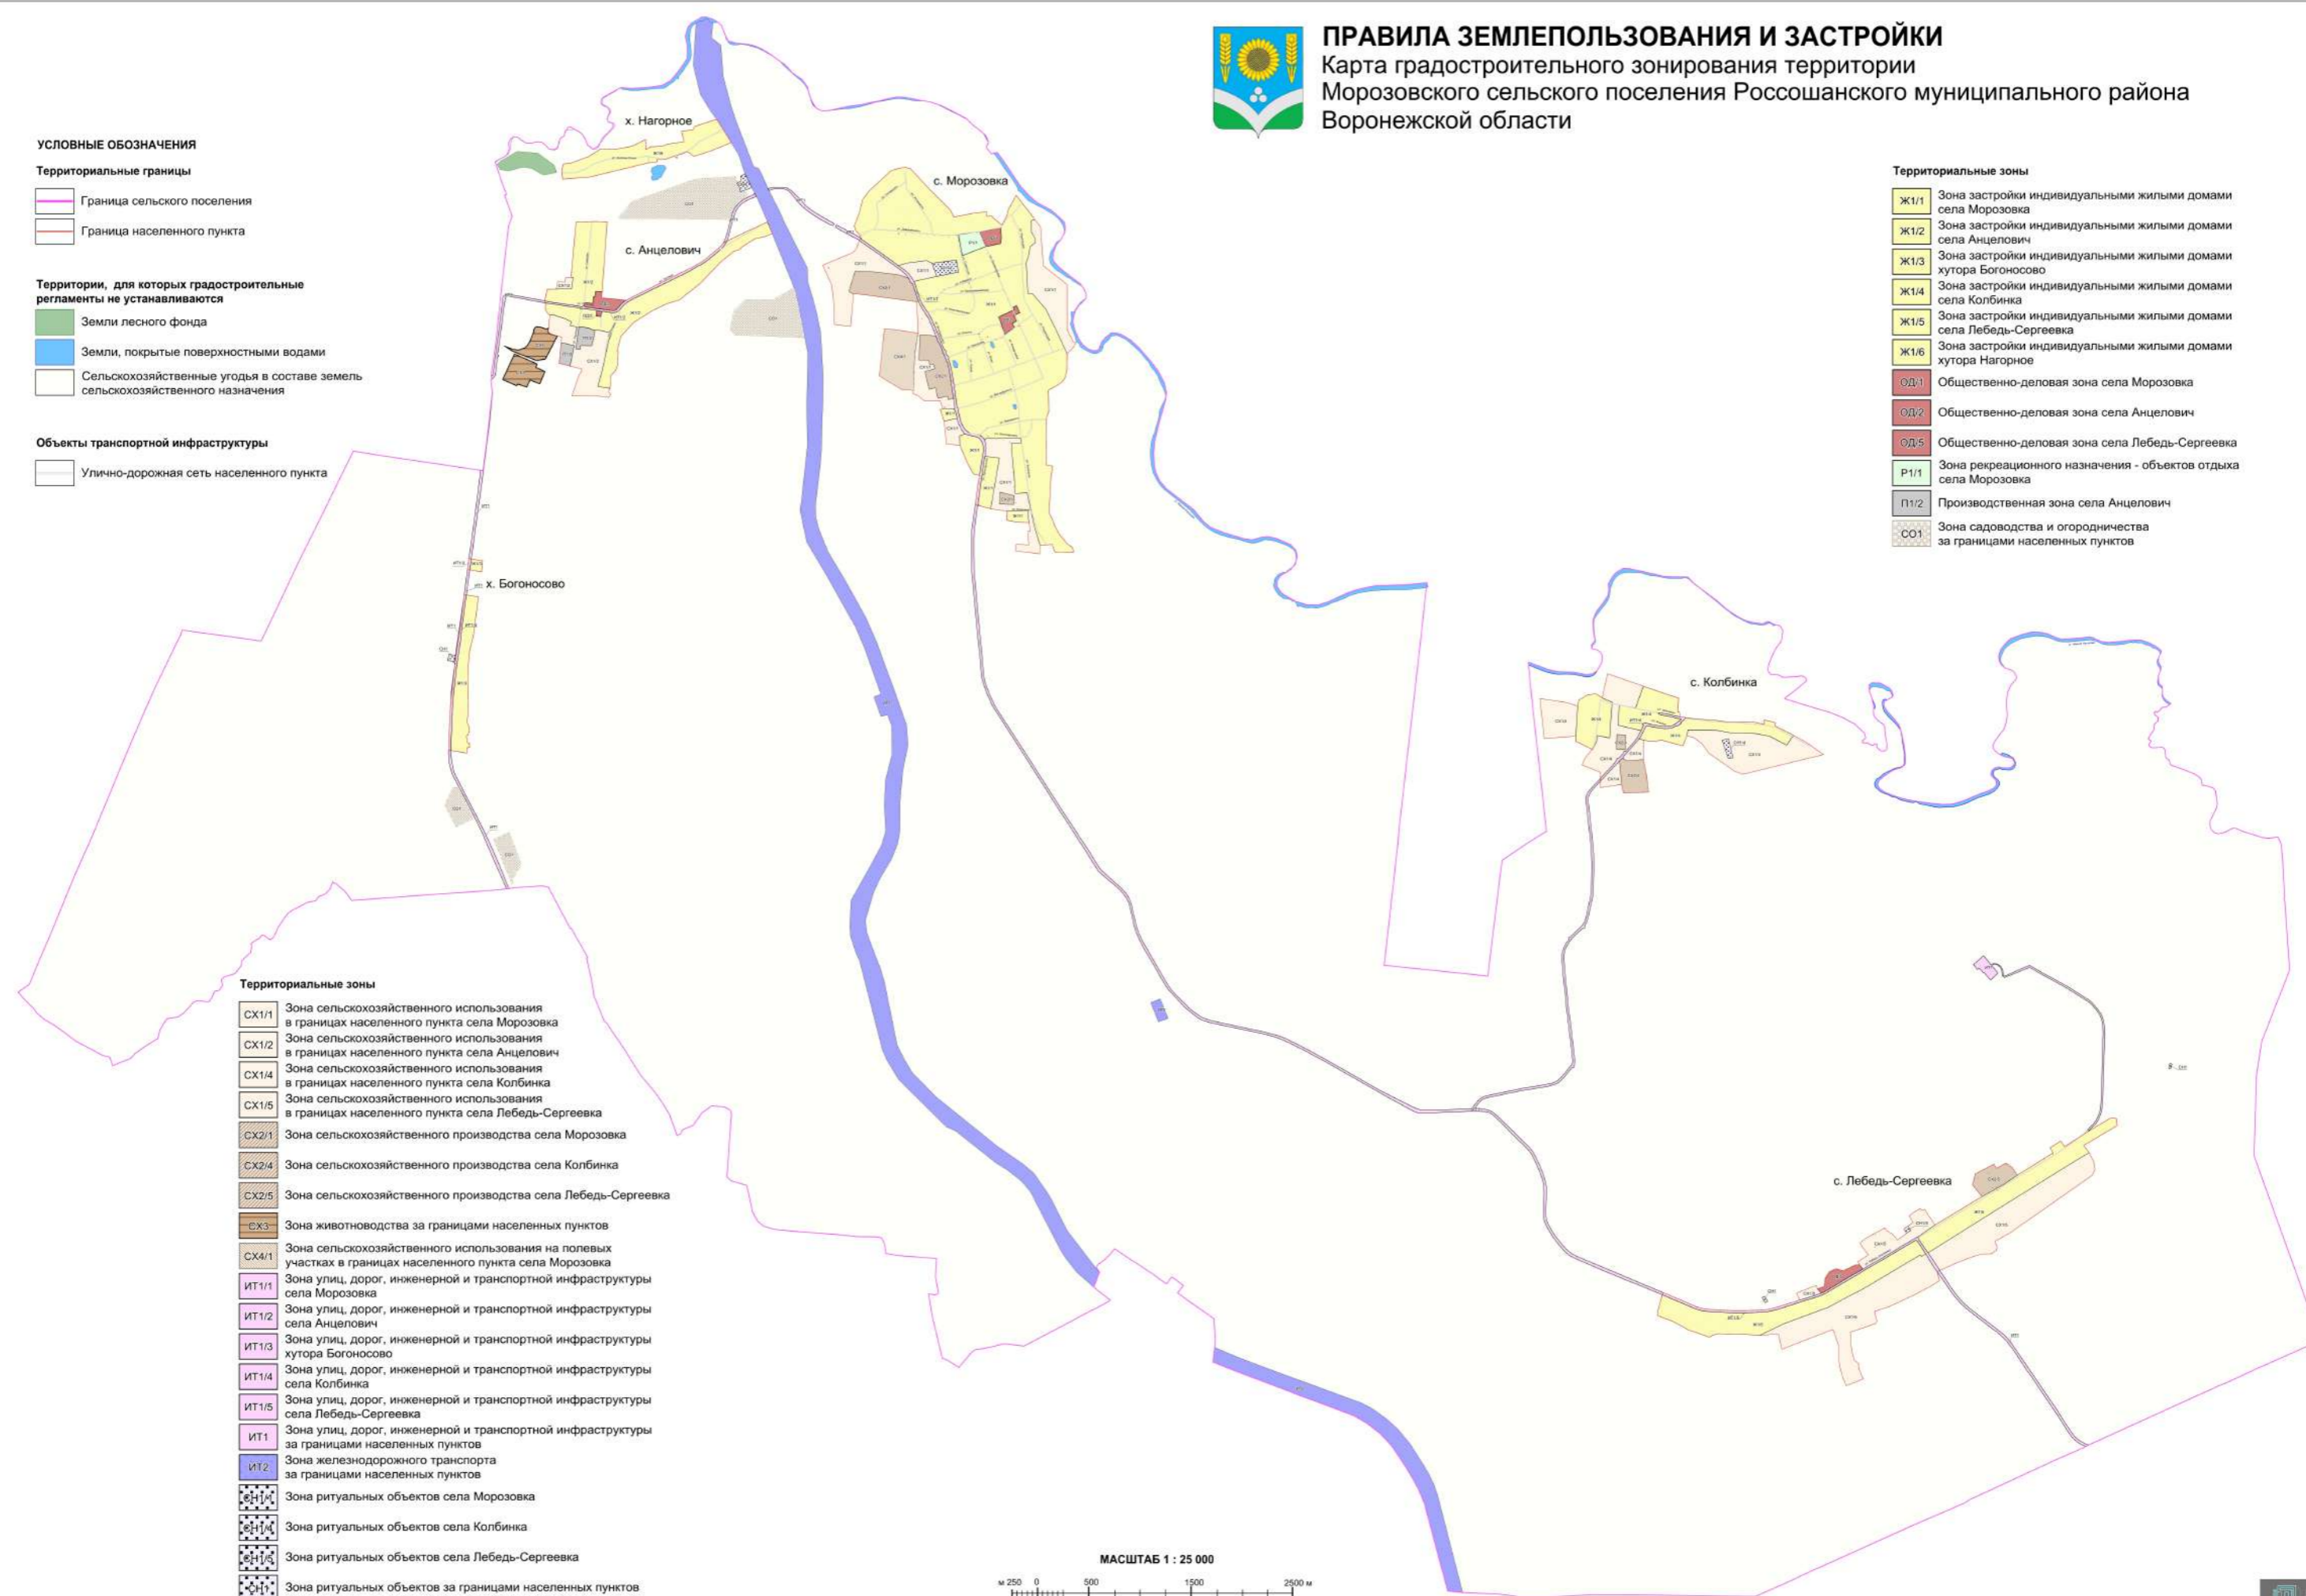 ПРАВИЛА ЗЕМЛЕПОЛЬЗОВАНИЯ И ЗАСТРОЙКИ
Карта градостроительного зонирования территории
Морозовского сельского поселения Россошанского муниципального района
Воронежской области
УСЛОВНЫЕ ОБОЗНАЧЕНИЯ
Территориальные границы
Граница сельского поселения
Граница населенного пункта
Территории, для которых градостроительные
регламенты не устанавливаются
Земли лесного фонда
Земли, покрытые поверхностными водами
Сельскохозяйственные угодья в составе земель
сельскохозяйственного назначения
Объекты транспортной инфраструктуры
Улично-дорожная сеть населенного пункта
х. Нагорное
с. Морозовка
с. Анцелович
х. Богоносово
с. Колбинка
с. Лебедь-Сергеевка
Территориальные зоны
Ж1/1 Зона застройки индивидуальными жилыми домами
села Морозовка
Ж1/2 Зона застройки индивидуальными жилыми домами
села Анцелович
Ж1/3 Зона застройки индивидуальными жилыми домами
хутора Богоносово
Ж1/4 Зона застройки индивидуальными жилыми домами
села Колбинка
Ж1/5 Зона застройки индивидуальными жилыми домами
села Лебедь-Сергеевка
Ж1/6 Зона застройки индивидуальными жилыми домами
хутора Нагорное
ОД/1 Общественно-деловая зона села Морозовка
ОД/2 Общественно-деловая зона села Анцелович
ОД/5 Общественно-деловая зона села Лебедь-Сергеевка
Р1/1 Зона рекреационного назначения - объектов отдыха
села Морозовка
П1/2 Производственная зона села Анцелович
СО1 Зона садоводства и огородничества
за границами населенных пунктов
Территориальные зоны
СХ1/1 Зона сельскохозяйственного использования
в границах населенного пункта села Морозовка
СХ1/2 Зона сельскохозяйственного использования
в границах населенного пункта села Анцелович
СХ1/4 Зона сельскохозяйственного использования
в границах населенного пункта села Колбинка
СХ1/5 Зона сельскохозяйственного использования
в границах населенного пункта села Лебедь-Сергеевка
СХ2/1 Зона сельскохозяйственного производства села Морозовка
СХ2/4 Зона сельскохозяйственного производства села Колбинка
СХ2/5 Зона сельскохозяйственного производства села Лебедь-Сергеевка
СХ3 Зона животноводства за границами населенных пунктов
СХ4/1 Зона сельскохозяйственного использования на полевых
участках в границах населенного пункта села Морозовка
ИТ1/1 Зона улиц, дорог, инженерной и транспортной инфраструктуры
села Морозовка
ИТ1/2 Зона улиц, дорог, инженерной и транспортной инфраструктуры
села Анцелович
ИТ1/3 Зона улиц, дорог, инженерной и транспортной инфраструктуры
хутора Богоносово
ИТ1/4 Зона улиц, дорог, инженерной и транспортной инфраструктуры
села Колбинка
ИТ1/5 Зона улиц, дорог, инженерной и транспортной инфраструктуры
села Лебедь-Сергеевка
ИТ1 Зона улиц, дорог, инженерной и транспортной инфраструктуры
за границами населенных пунктов
ИТ2 Зона железнодорожного транспорта
за границами населенных пунктов
СН1/1 Зона ритуальных объектов села Морозовка
СН1/4 Зона ритуальных объектов села Колбинка
СН1/5 Зона ритуальных объектов села Лебедь-Сергеевка
СН1 Зона ритуальных объектов за границами населенных пунктов
МАСШТАБ 1 : 25 000
м 250 0 500 1500 2500 м